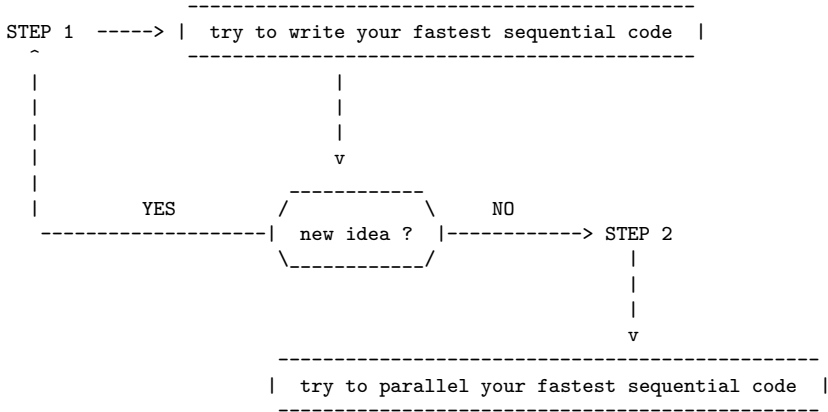 STEP 1 -----> | try to write your fastest sequential code |
YES
NO
new idea ?
STEP 2
try to parallel your fastest sequential code